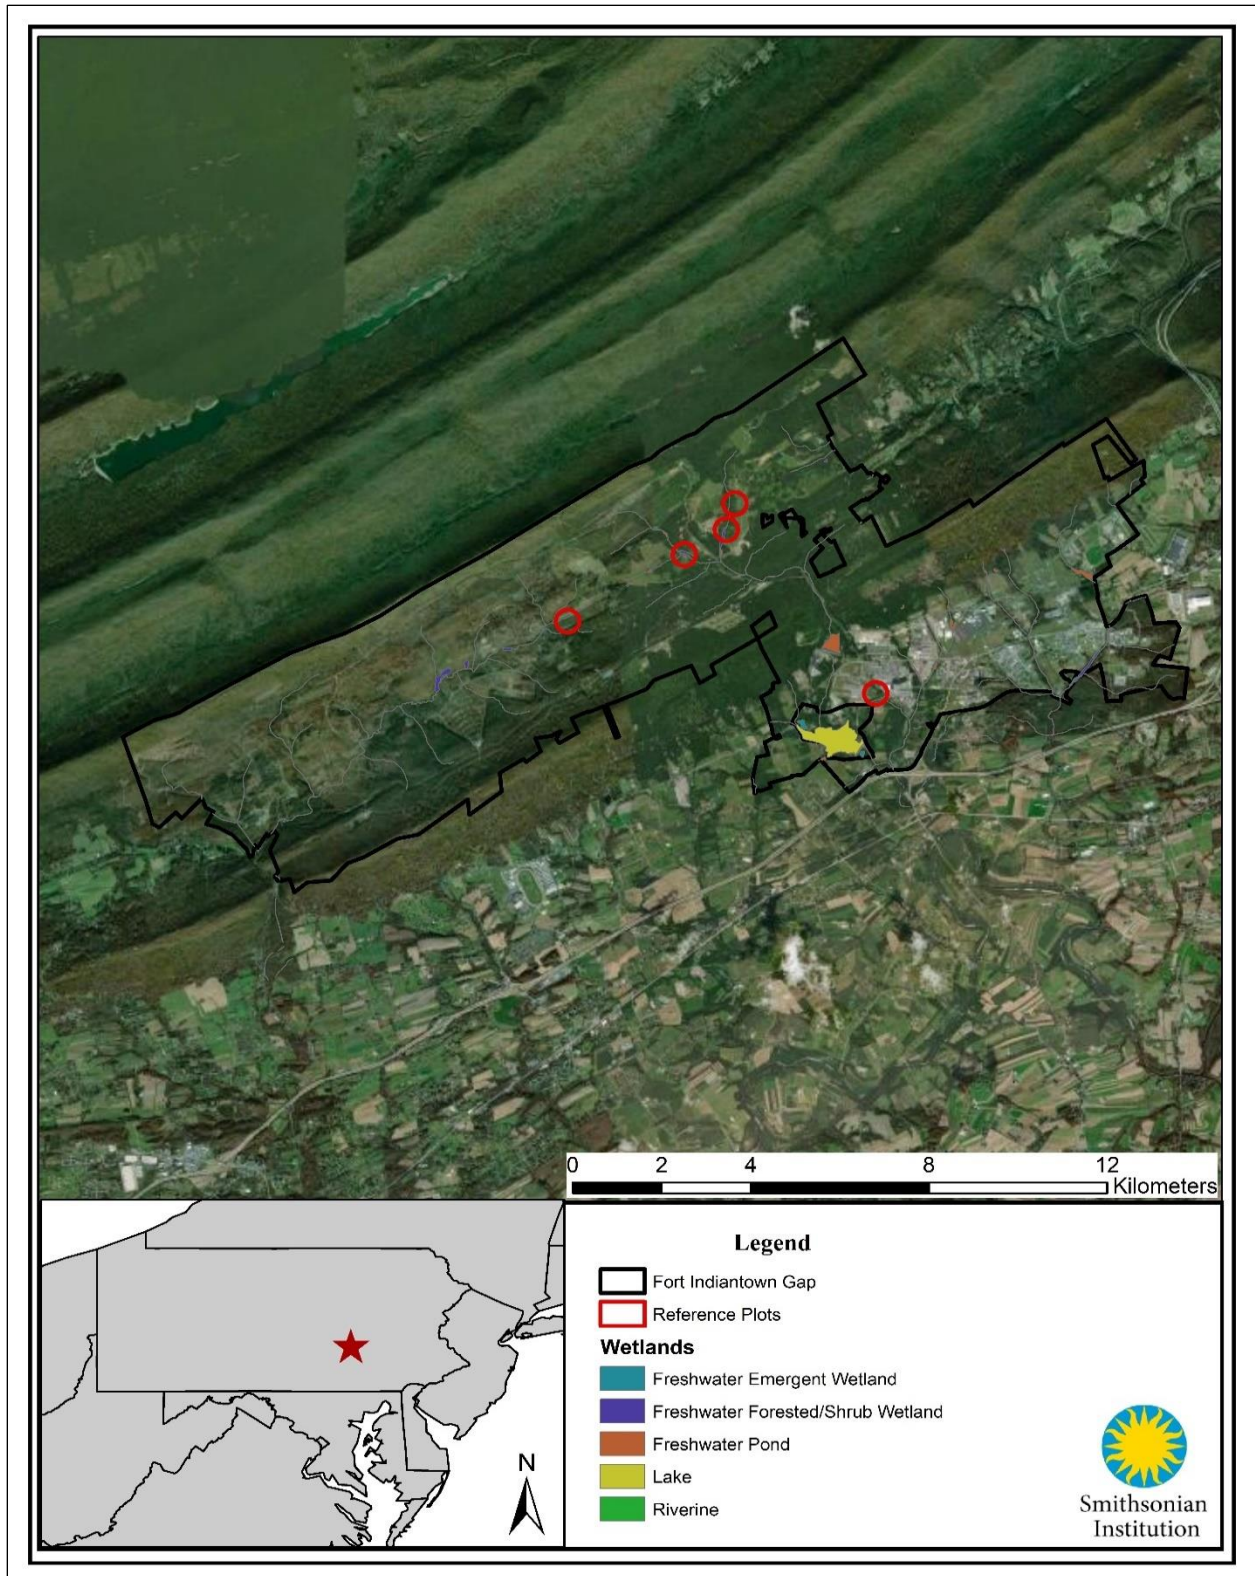 0 2 4 8 12
Kilometers
Legend
Fort Indiantown Gap
Reference Plots
Wetlands
Freshwater Emergent Wetland
Freshwater Forested/Shrub Wetland
Freshwater Pond
Lake
Riverine
N
Smithsonian
Institution